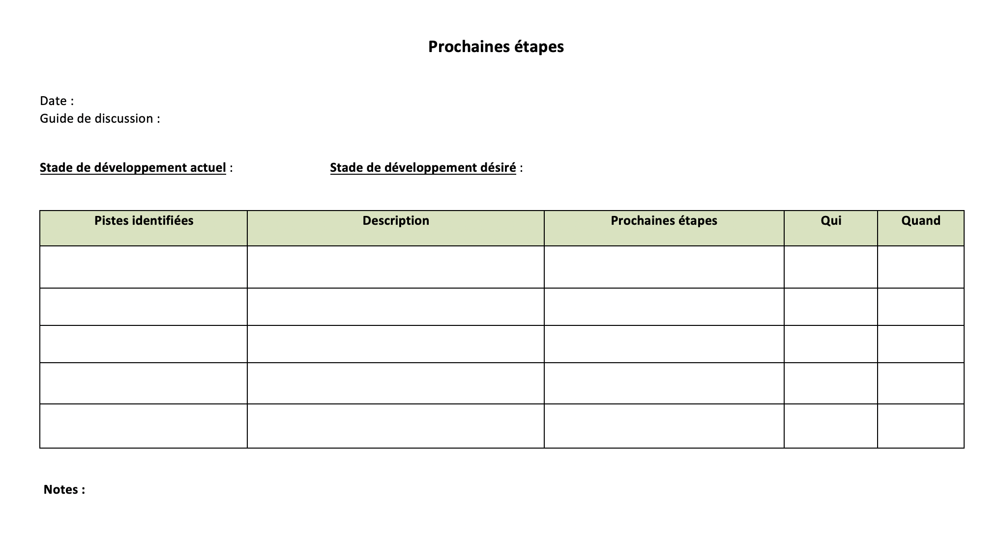 Prochaines étapes
Date :
Guide de discussion :
Stade de développement actuel : Stade de développement désiré :
Pistes identifiées Description Prochaines étapes Qui Quand
Notes :